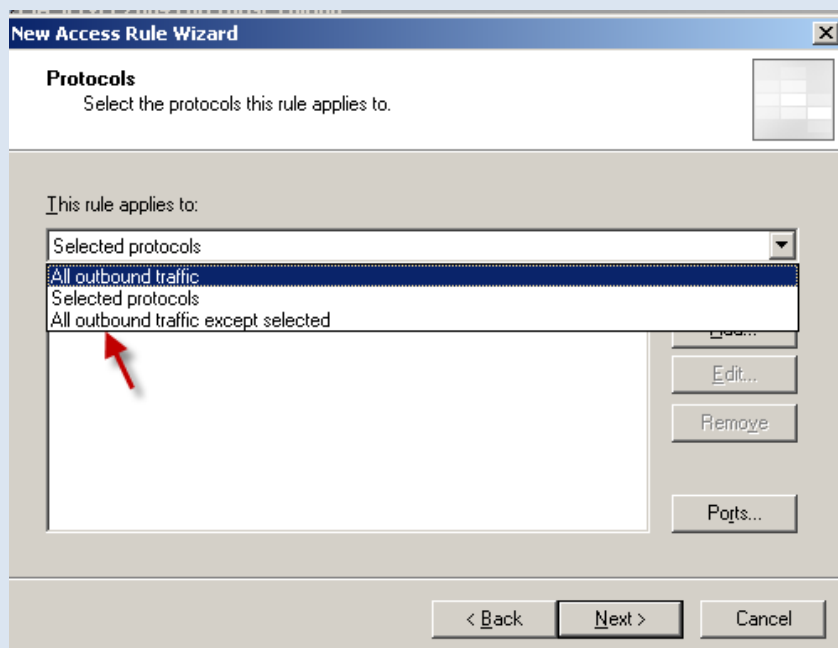 New Access Rule Wizard
Protocols
Select the protocols this rule applies to.
This rule applies to:
Selected protocols
All outbound traffic
Selected protocols
All outbound traffic except selected
Edit...
Remove
Ports...
< Back
Next >
Cancel